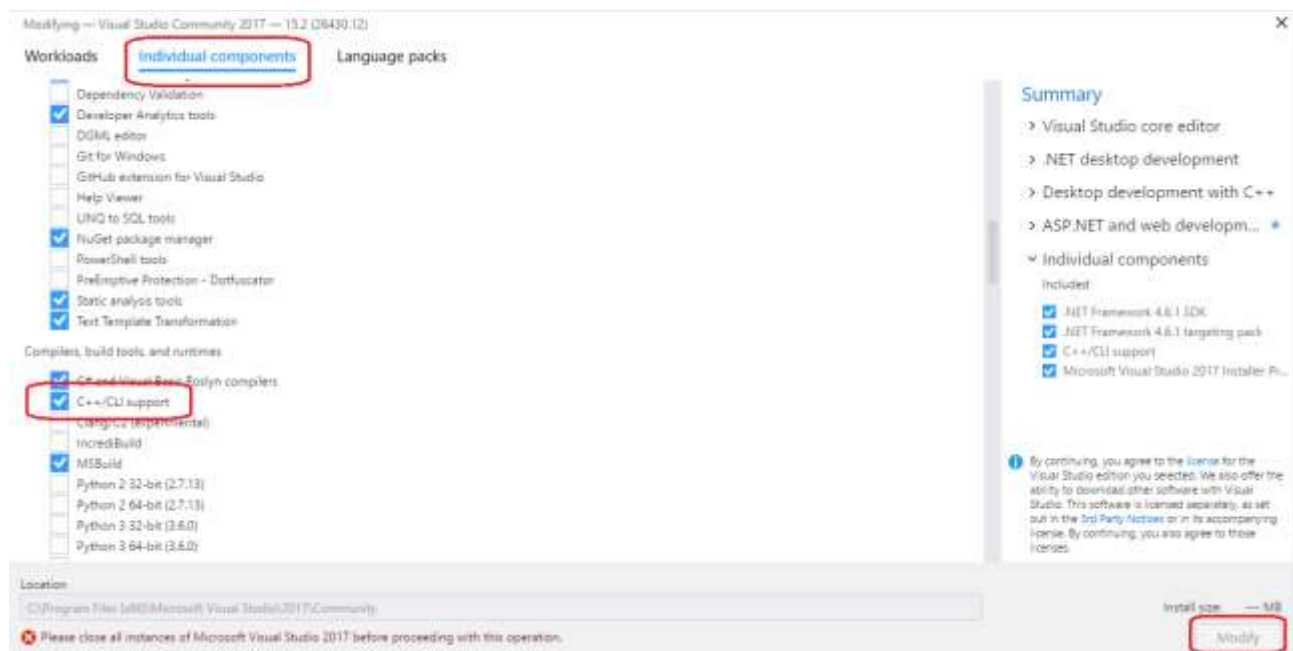 Modifying — Visual Studio Community 2017 — 15.2 (26430.12)
Workloads Individual components Language packs
Dependency Validation
Developer Analytics tools
DGML editor
Git for Windows
GitHub extension for Visual Studio
Help Viewer
LINQ to SQL tools
NuGet package manager
PowerShell tools
PreEmptive Protection - Dotfuscator
Static analysis tools
Text Template Transformation
Compilers, build tools, and runtimes
C# and Visual Basic Roslyn compilers
C++/CLI support
Clang/C2 (experimental)
IncrediBuild
MSBuild
Python 2 32-bit (2.7.13)
Python 2 64-bit (2.7.13)
Python 3 32-bit (3.6.0)
Python 3 64-bit (3.6.0)
Summary
Visual Studio core editor
.NET desktop development
Desktop development with C++
ASP.NET and web developm...
Individual components
Included
.NET Framework 4.6.1 SDK
.NET Framework 4.6.1 targeting pack
C++/CLI support
Microsoft Visual Studio 2017 Installer Pr...
By continuing, you agree to the license for the
Visual Studio edition you selected. We also offer the
ability to download other software with Visual
Studio. This software is licensed separately, as set
out in the 3rd Party Notices or in its accompanying
license. By continuing, you also agree to those
licenses.
Location
C:\Program Files (x86)\Microsoft Visual Studio\2017\Community
Install size: --- MB
Please close all instances of Microsoft Visual Studio 2017 before proceeding with this operation.
Modify